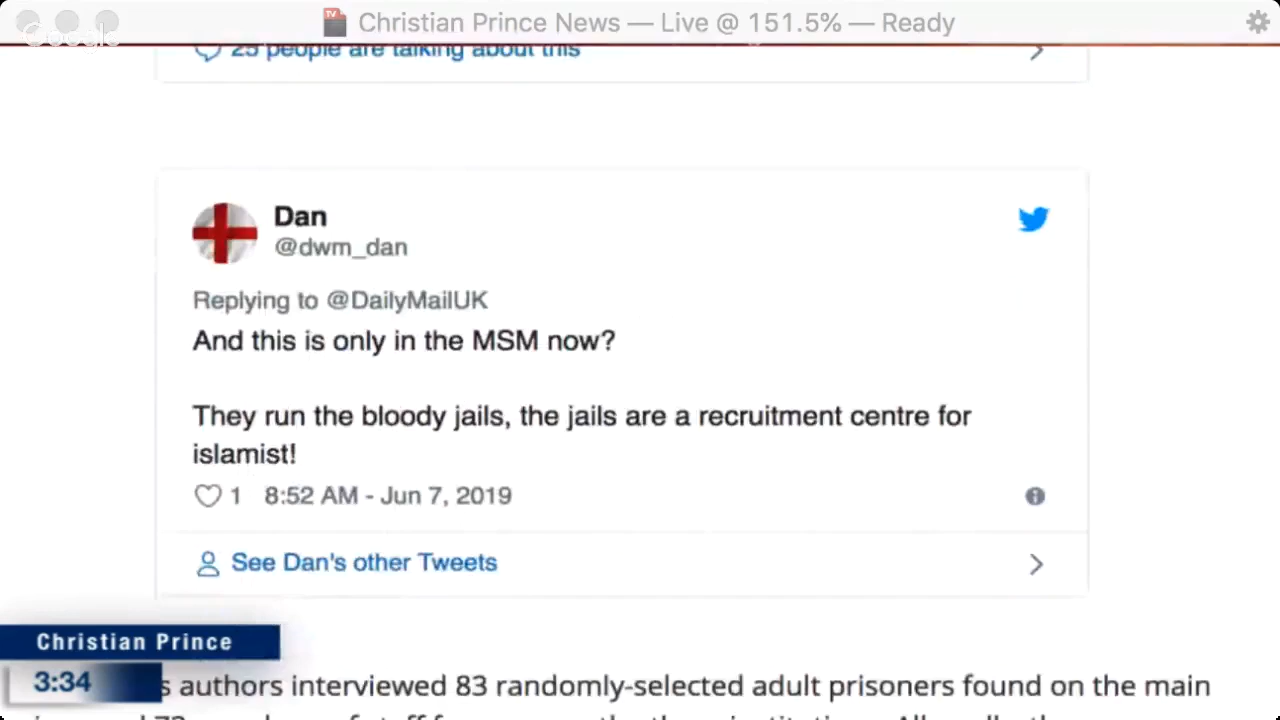 Christian Prince News — Live @ 151.5% — Ready
25 people are talking about this
Dan
@dwm_dan
Replying to @DailyMailUK
And this is only in the MSM now?
They run the bloody jails, the jails are a recruitment centre for
islamist!
1 8:52 AM - Jun 7, 2019
See Dan's other Tweets
Christian Prince
3:34
s authors interviewed 83 randomly-selected adult prisoners found on the main